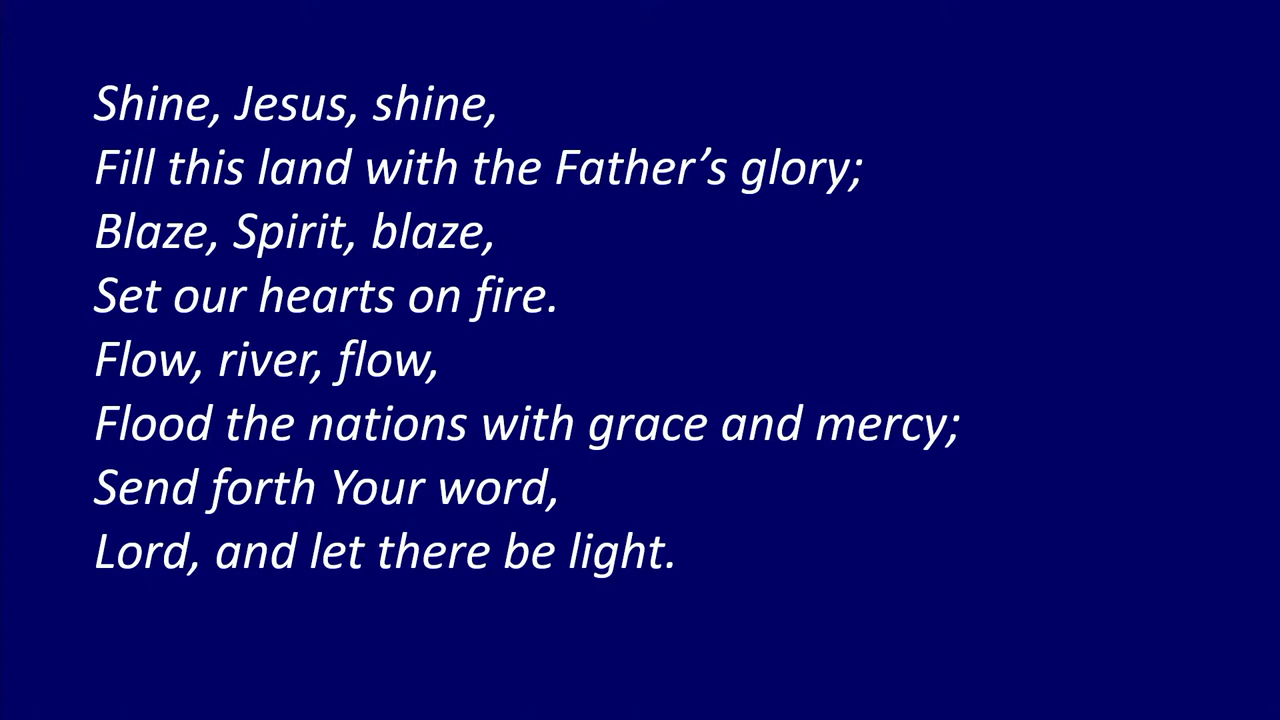 Shine, Jesus, shine,
Fill this land with the Father’s glory;
Blaze, Spirit, blaze,
Set our hearts on fire.
Flow, river, flow,
Flood the nations with grace and mercy;
Send forth Your word,
Lord, and let there be light.